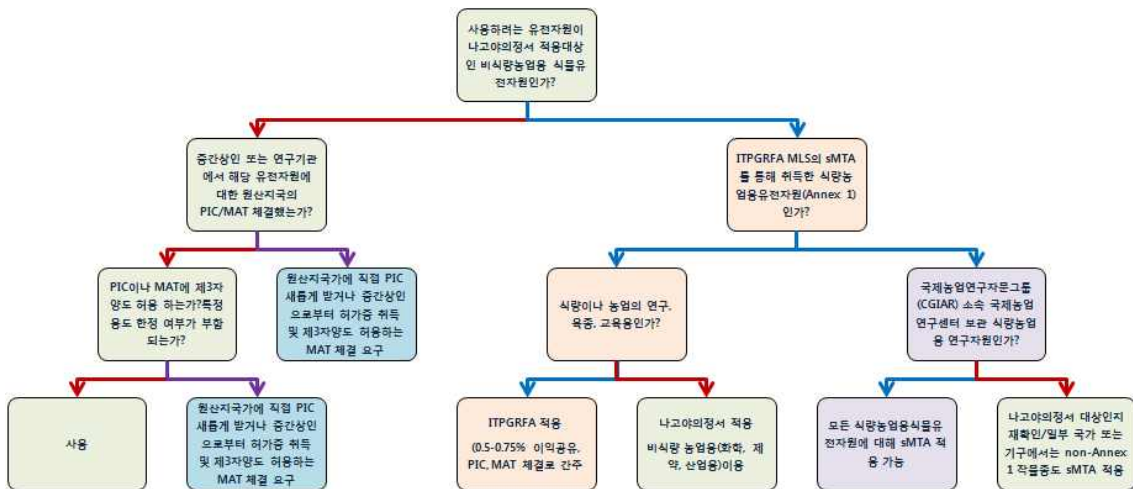 사용하려는 유전자원이
나고야의정서 적용대상
인 비식량농업용 식물유
전자원인가?
중간상인 또는 연구기관
에서 해당 유전자원에
대한 원산지국의
PIC/MAT 체결했는가?
ITPGRFA MLS의 sMTA
를 통해 취득한 식량농
업용유전자원(Annex 1)
인가?
PIC이나 MAT에 제3자
양도 허용 하는가?특정
용도 한정 여부가 부합
되는가?
원산지국가에 직접 PIC
새롭게 받거나 중간상인
으로부터 허가증 취득
및 제3자양도 허용하는
MAT 체결 요구
식량이나 농업의 연구,
육종, 교육용인가?
국제농업연구자문그룹
(CGIAR) 소속 국제농업
연구센터 보관 식량농업
용 연구자원인가?
사용
원산지국가에 직접 PIC
새롭게 받거나 중간상인
으로부터 허가증 취득
및 제3자양도 허용하는
MAT 체결 요구
ITPGRFA 적용
(0.5-0.75% 이익공유,
PIC, MAT 체결로 간주
나고야의정서 적용
비식량 농업용(화학, 제
약, 산업용)이용
모든 식량농업용식물유
전자원에 대해 sMTA 적
용 가능
나고야의정서 대상인지
재확인/일부 국가 또는
기구에서는 non-Annex
1 작물종도 sMTA 적용